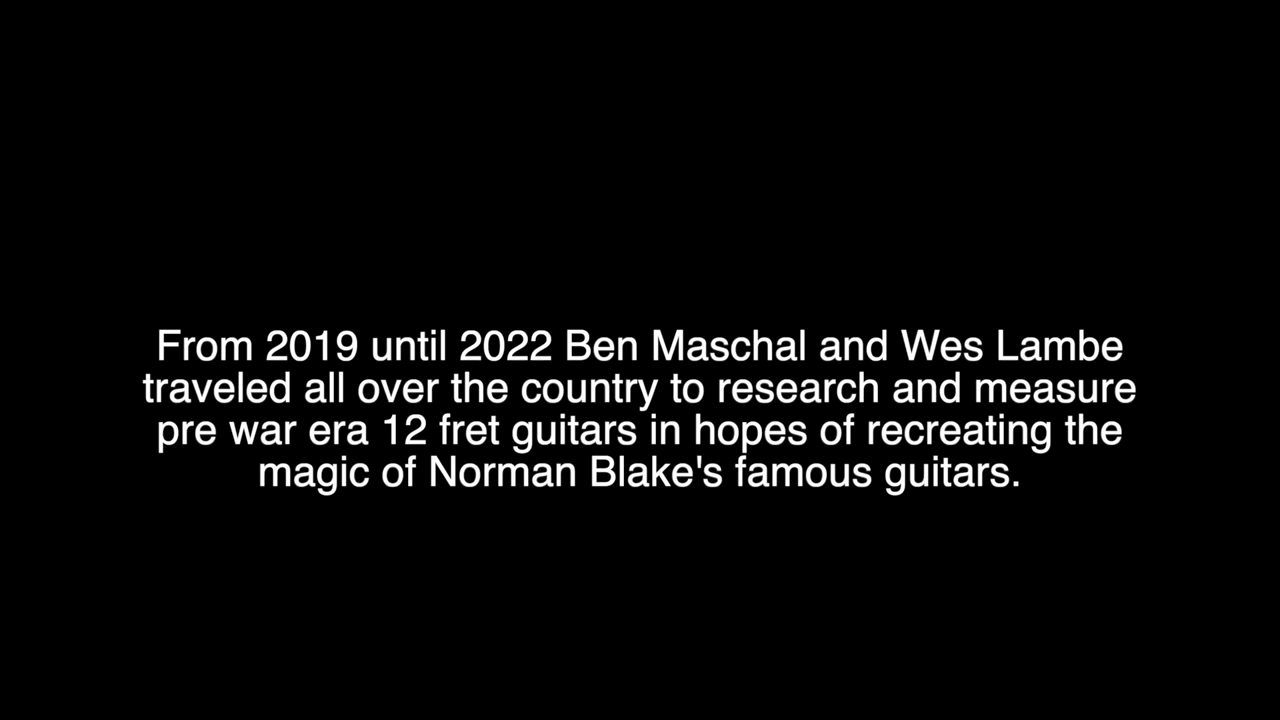 From 2019 until 2022 Ben Maschal and Wes Lambe
traveled all over the country to research and measure
pre war era 12 fret guitars in hopes of recreating the
magic of Norman Blake's famous guitars.